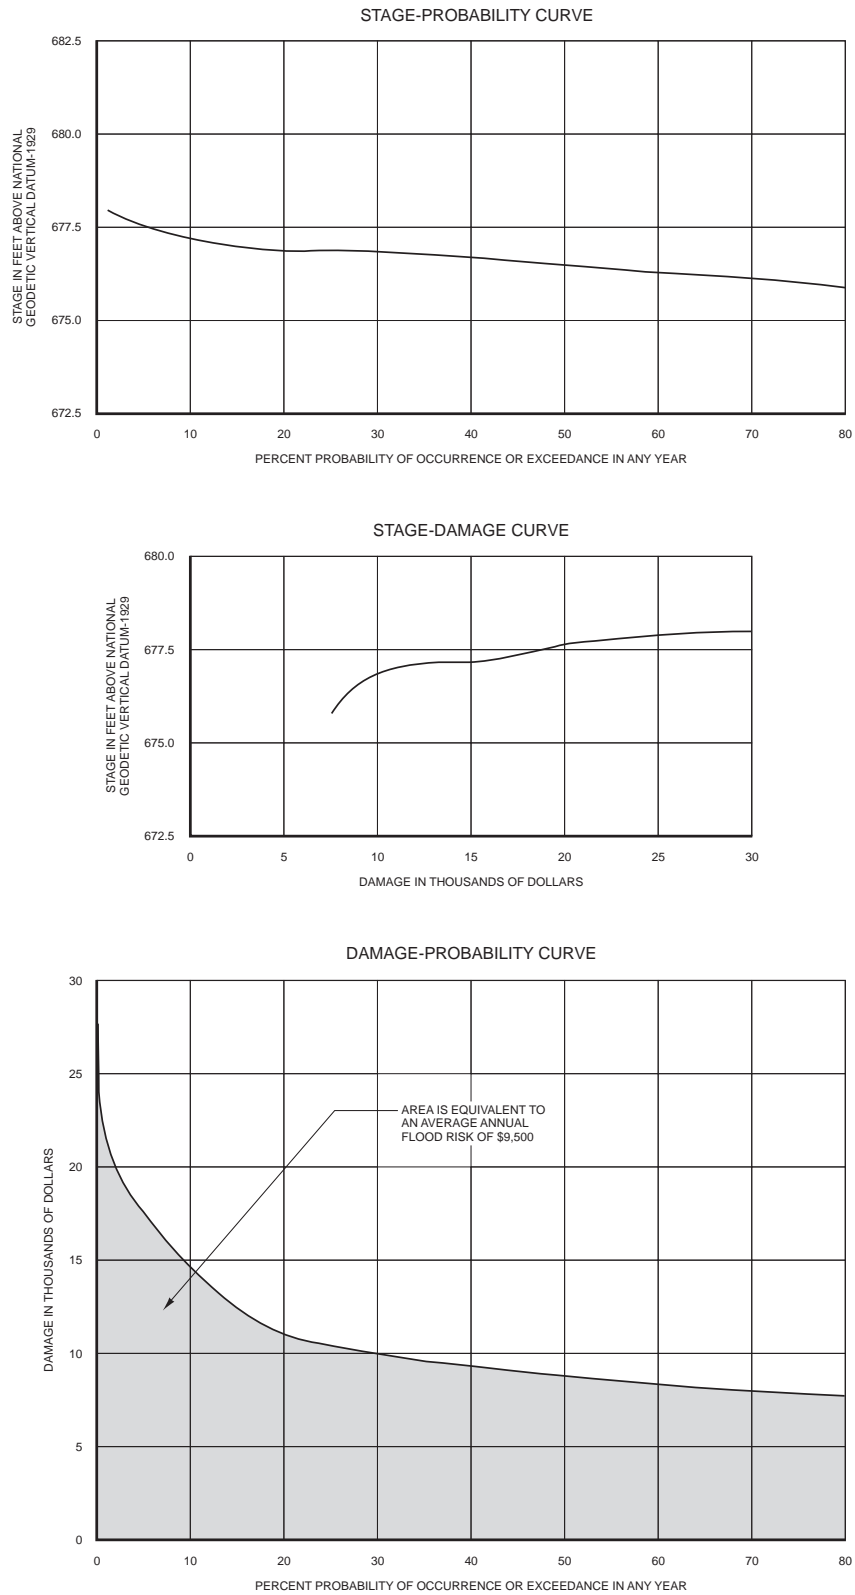 STAGE-PROBABILITY CURVE
STAGE IN FEET ABOVE NATIONAL
GEODETIC VERTICAL DATUM-1929
682.5
680.0
677.5
675.0
672.5
0 10 20 30 40 50 60 70 80
PERCENT PROBABILITY OF OCCURRENCE OR EXCEEDANCE IN ANY YEAR
STAGE-DAMAGE CURVE
STAGE IN FEET ABOVE NATIONAL
GEODETIC VERTICAL DATUM-1929
680.0
677.5
675.0
672.5
0 5 10 15 20 25 30
DAMAGE IN THOUSANDS OF DOLLARS
DAMAGE-PROBABILITY CURVE
DAMAGE IN THOUSANDS OF DOLLARS
30
25
20
15
10
5
0
AREA IS EQUIVALENT TO
AN AVERAGE ANNUAL
FLOOD RISK OF $9,500
0 10 20 30 40 50 60 70 80
PERCENT PROBABILITY OF OCCURRENCE OR EXCEEDANCE IN ANY YEAR